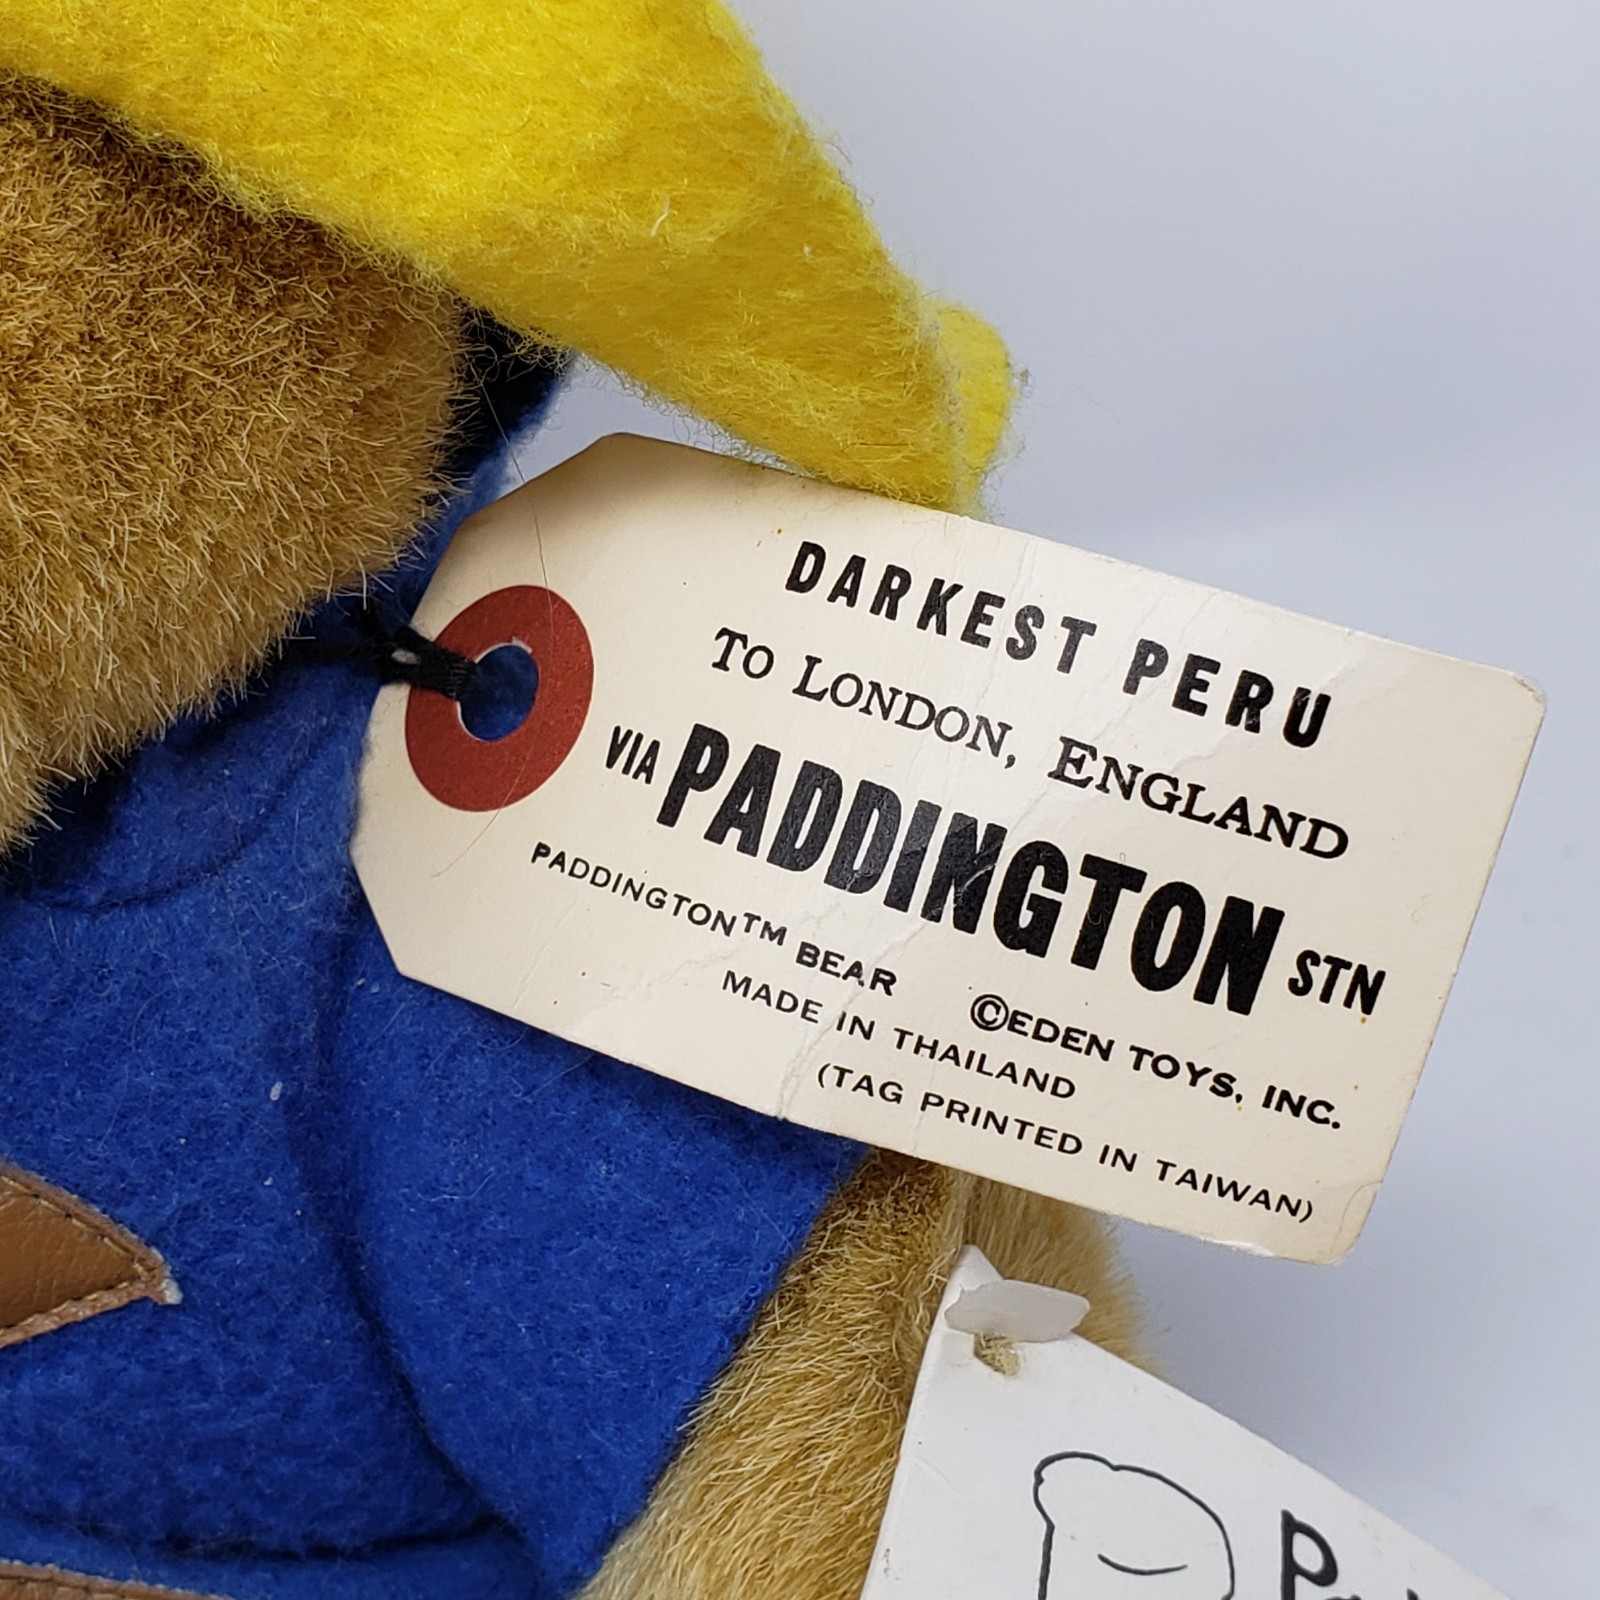 DARKEST PERU
TO LONDON, ENGLAND
VIA PADDINGTON STN
PADDINGTON™ BEAR ©EDEN TOYS, INC.
MADE IN THAILAND
(TAG PRINTED IN TAIWAN)